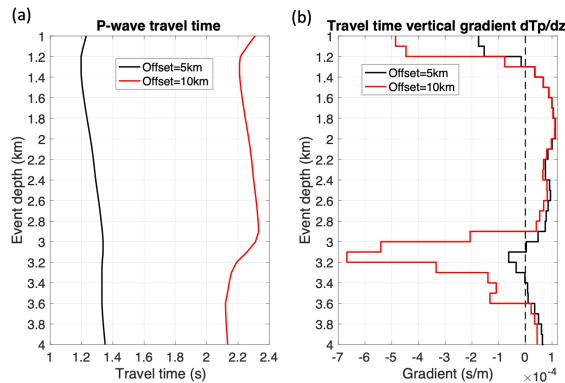 (a)
P-wave travel time
1
1.2
1.4
1.6
1.8
2
2.2
2.4
2.6
2.8
3
3.2
3.4
3.6
3.8
4
Event depth (km)
Offset=5km
Offset=10km
1 1.2 1.4 1.6 1.8 2 2.2 2.4
Travel time (s)
(b)
Travel time vertical gradient dTp/dz
1
1.2
1.4
1.6
1.8
2
2.2
2.4
2.6
2.8
3
3.2
3.4
3.6
3.8
4
Event depth (km)
Offset=5km
Offset=10km
-7 -6 -5 -4 -3 -2 -1 0 1
Gradient (s/m)
×10⁻⁴